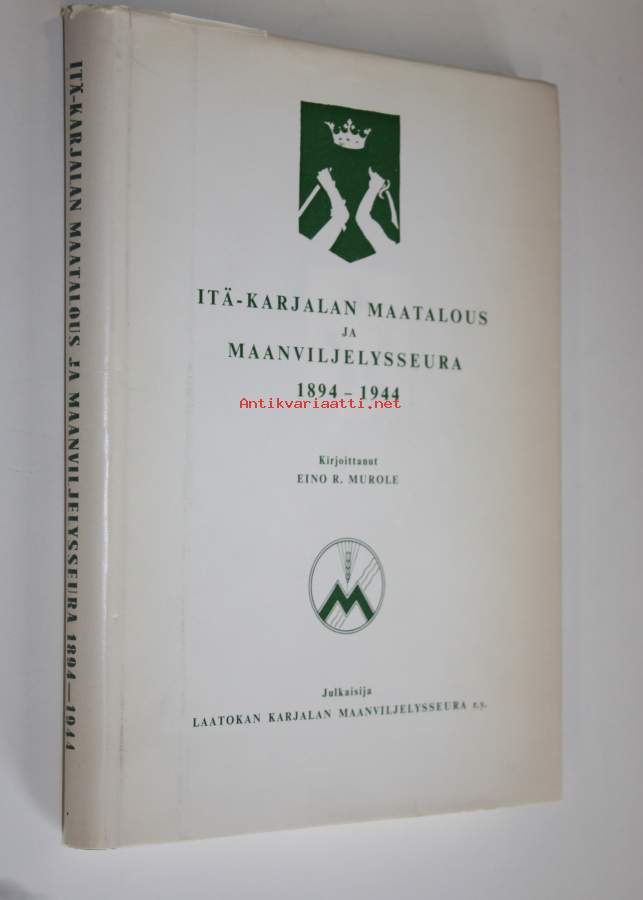 ITÄ-KARJALAN MAATALOUS JA MAANVILJELYSSEURA 1894—1944
ITÄ-KARJALAN MAATALOUS
JA
MAANVILJELYSSEURA
1894 – 1944
Antikvariaatti.net
Kirjoittanut
EINO R. MUROLE
M
Julkaisija
LAATOKAN KARJALAN MAANVILJELYSSEURA r.y.